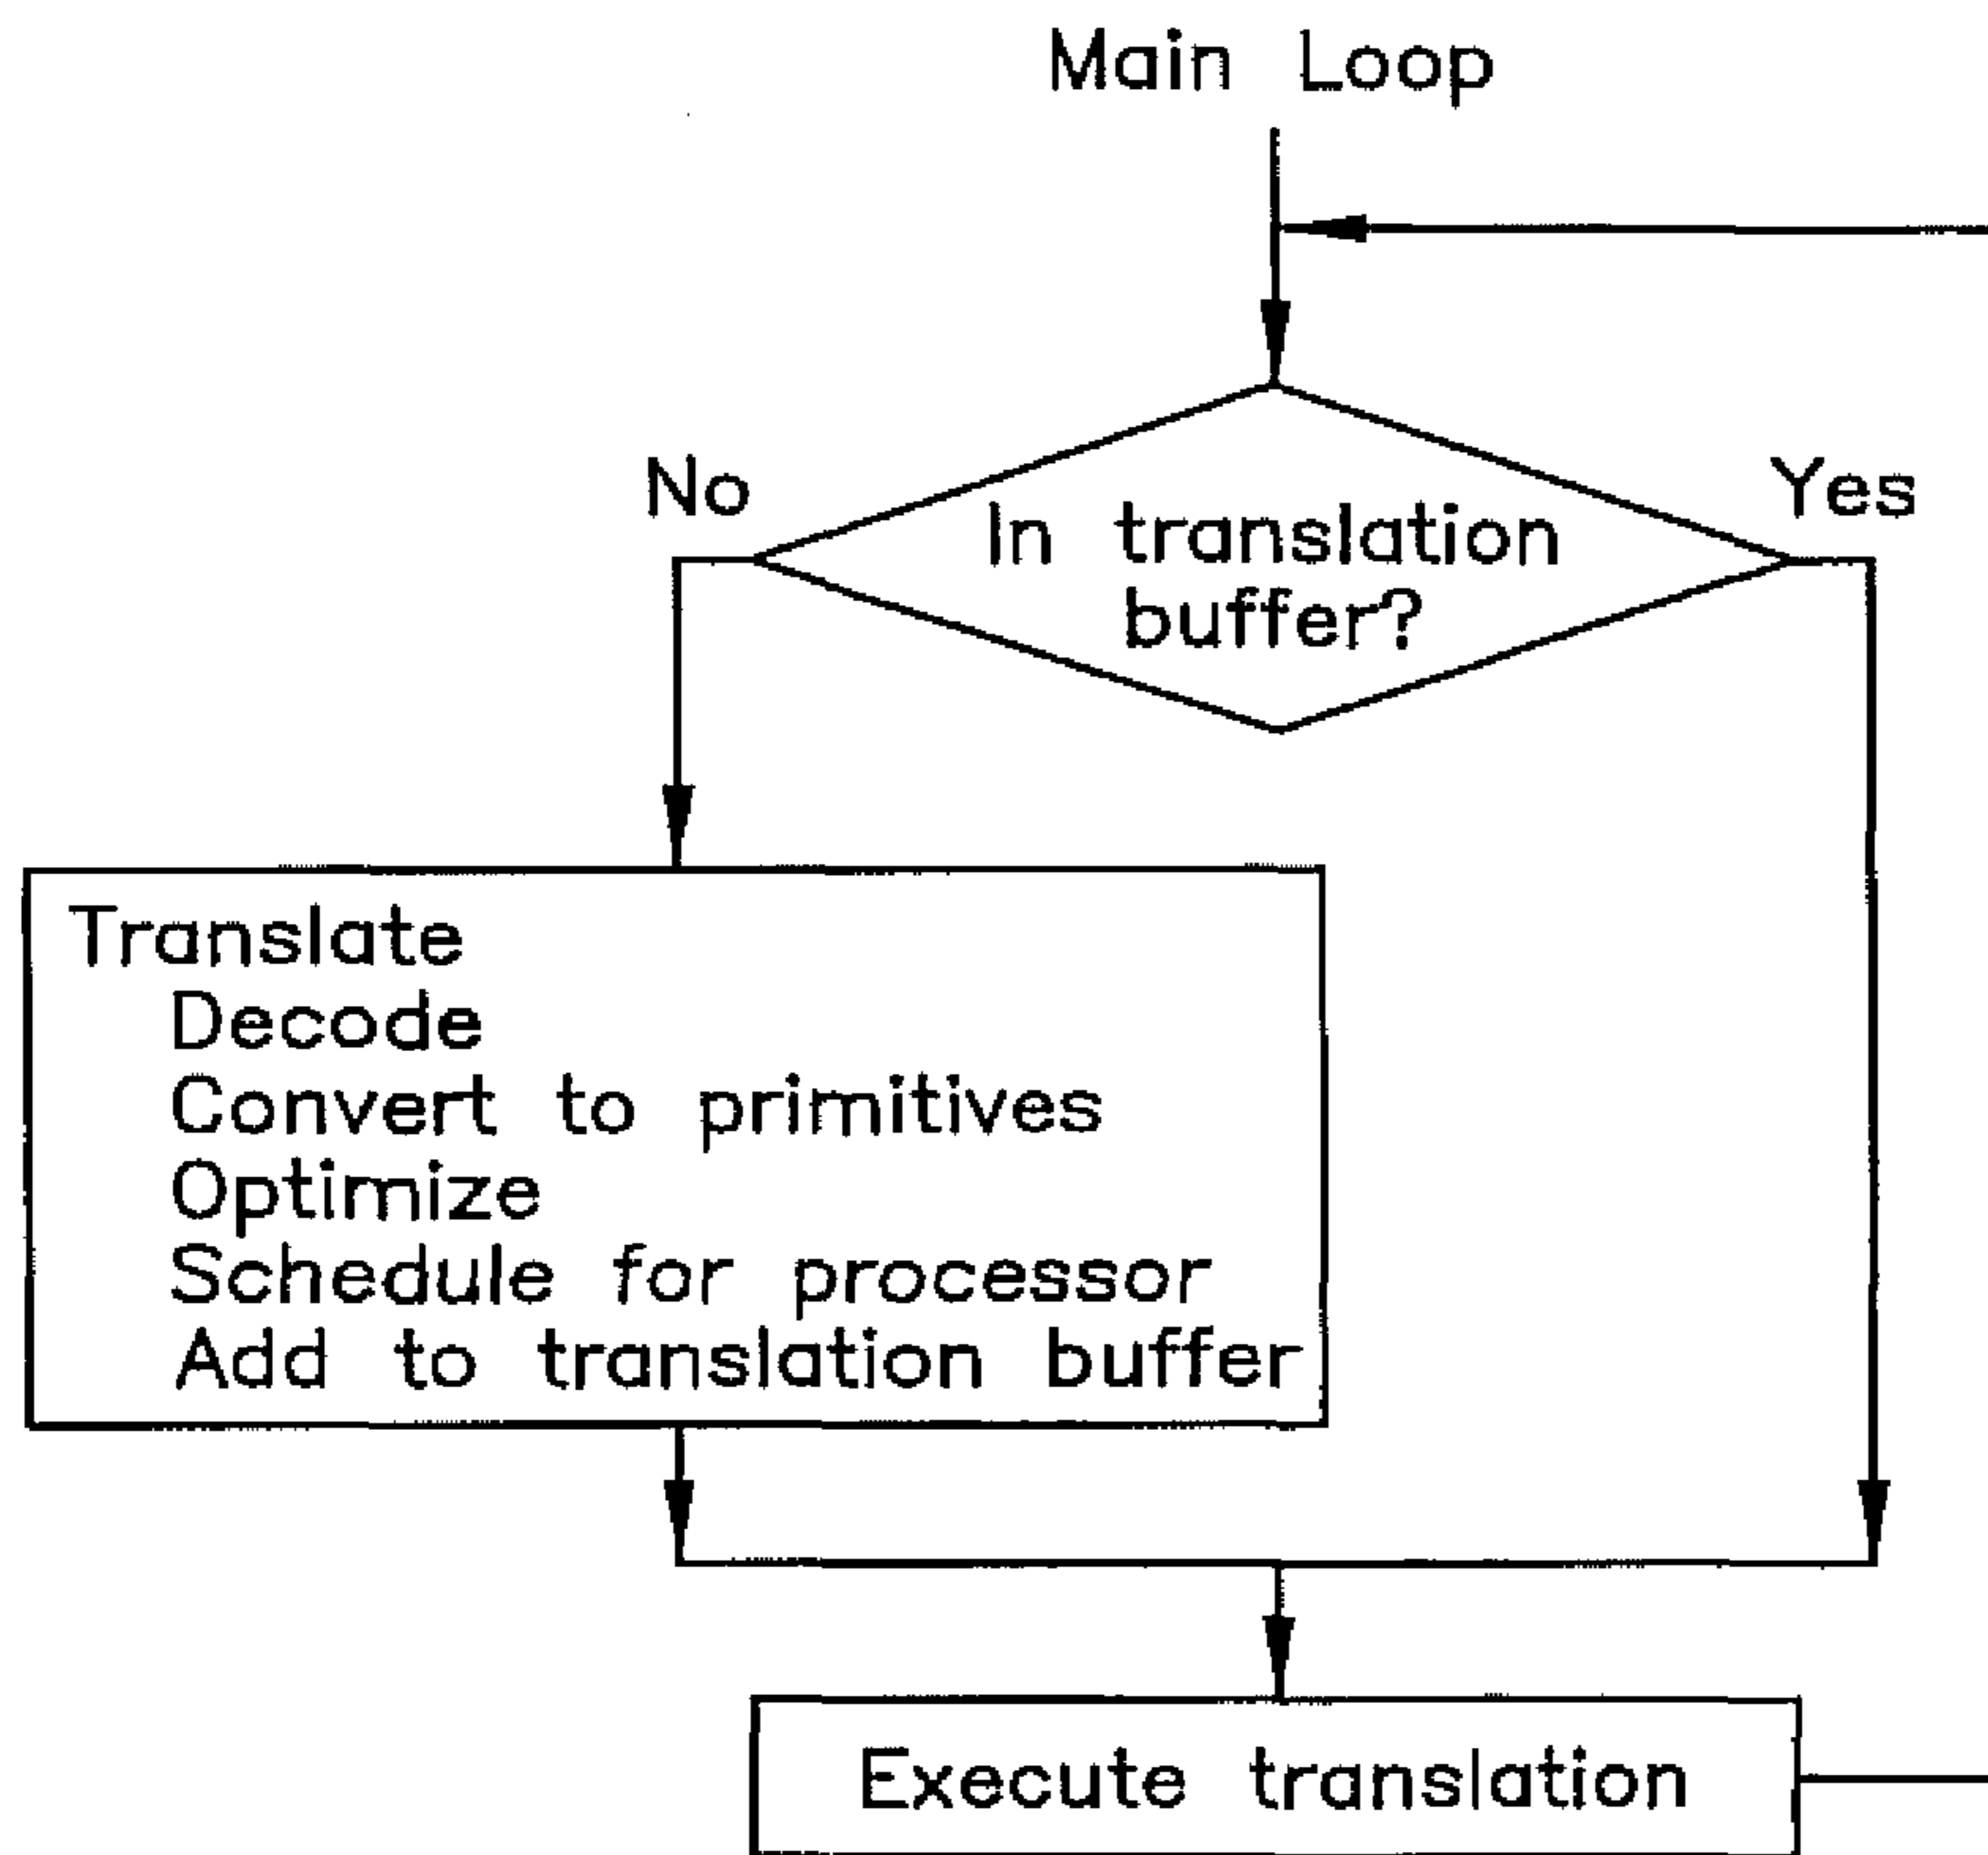 Main Loop
No
Yes
In translation
buffer?
Translate
Decode
Convert to primitives
Optimize
Schedule for processor
Add to translation buffer
Execute translation